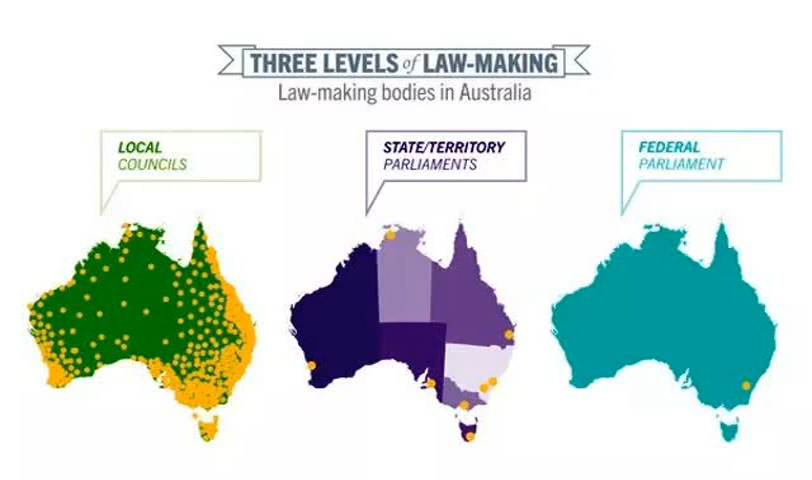 THREE LEVELS of LAW-MAKING
Law-making bodies in Australia
LOCAL
COUNCILS
STATE/TERRITORY
PARLIAMENTS
FEDERAL
PARLIAMENT